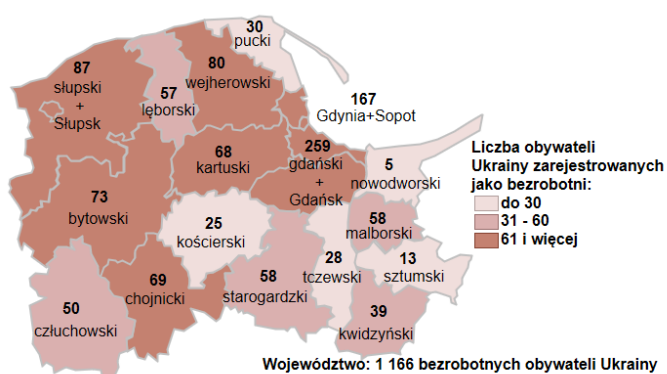 30
pucki
87
słupski
+
Słupsk
57
lęborski
80
wejherowski
167
Gdynia+Sopot
68
kartuski
259
gdański
+
Gdańsk
5
nowodworski
73
bytowski
25
kościerski
58
malborski
28
tczewski
13
sztumski
69
chojnicki
58
starogardzki
50
człuchowski
39
kwidzyński
Liczba obywateli
Ukrainy zarejestrowanych
jako bezrobotni:
do 30
31 - 60
61 i więcej
Województwo: 1 166 bezrobotnych obywateli Ukrainy